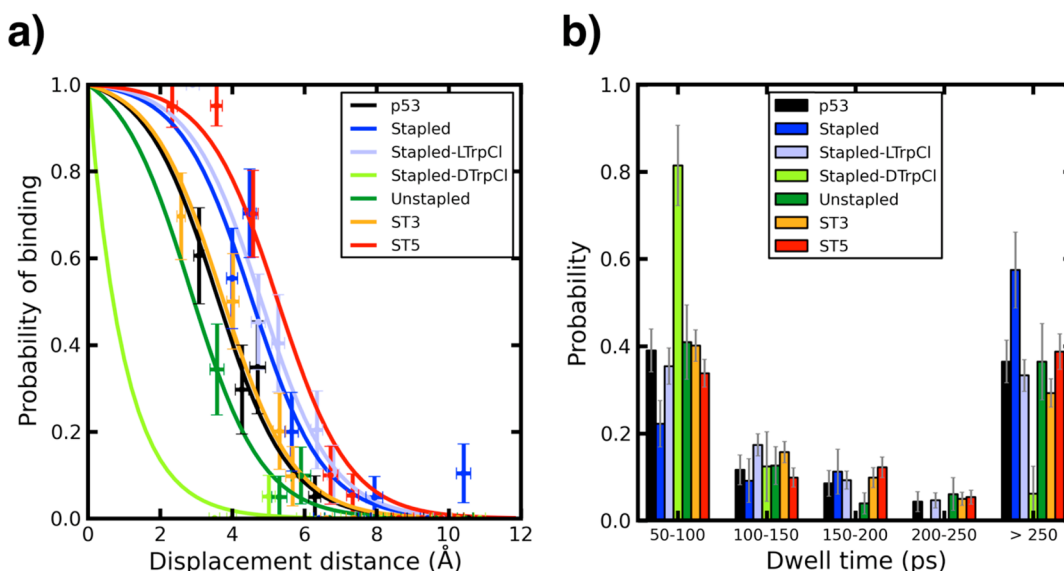 a)
1.0
0.8
0.6
0.4
0.2
0.0
Probability of binding
p53
Stapled
Stapled-LTrpCl
Stapled-DTrpCl
Unstapled
ST3
ST5
0 2 4 6 8 10 12
Displacement distance (Å)
b)
1.0
0.8
0.6
0.4
0.2
0.0
Probability
p53
Stapled
Stapled-LTrpCl
Stapled-DTrpCl
Unstapled
ST3
ST5
50-100 100-150 150-200 200-250 > 250
Dwell time (ps)